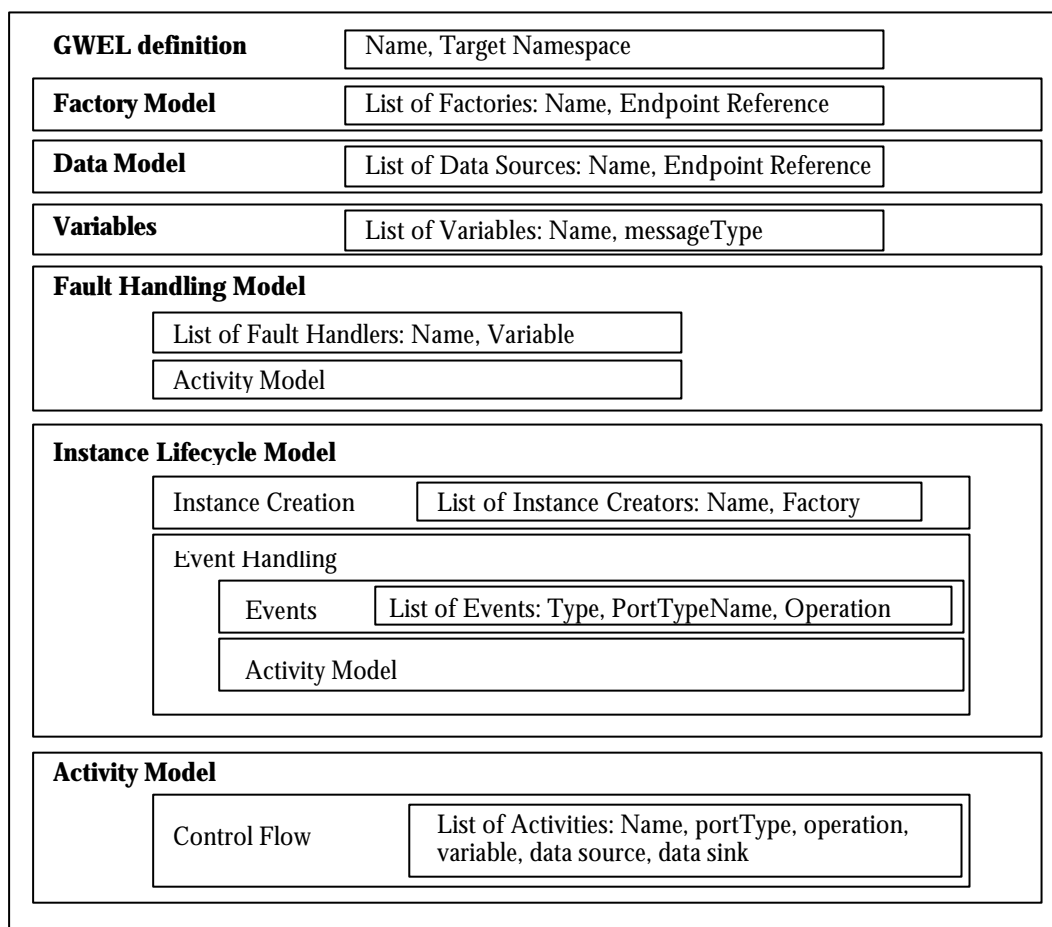 GWEL definition
Name, Target Namespace
Factory Model
List of Factories: Name, Endpoint Reference
Data Model
List of Data Sources: Name, Endpoint Reference
Variables
List of Variables: Name, messageType
Fault Handling Model
List of Fault Handlers: Name, Variable
Activity Model
Instance Lifecycle Model
Instance Creation
List of Instance Creators: Name, Factory
Event Handling
Events
List of Events: Type, PortTypeName, Operation
Activity Model
Activity Model
Control Flow
List of Activities: Name, portType, operation,
variable, data source, data sink